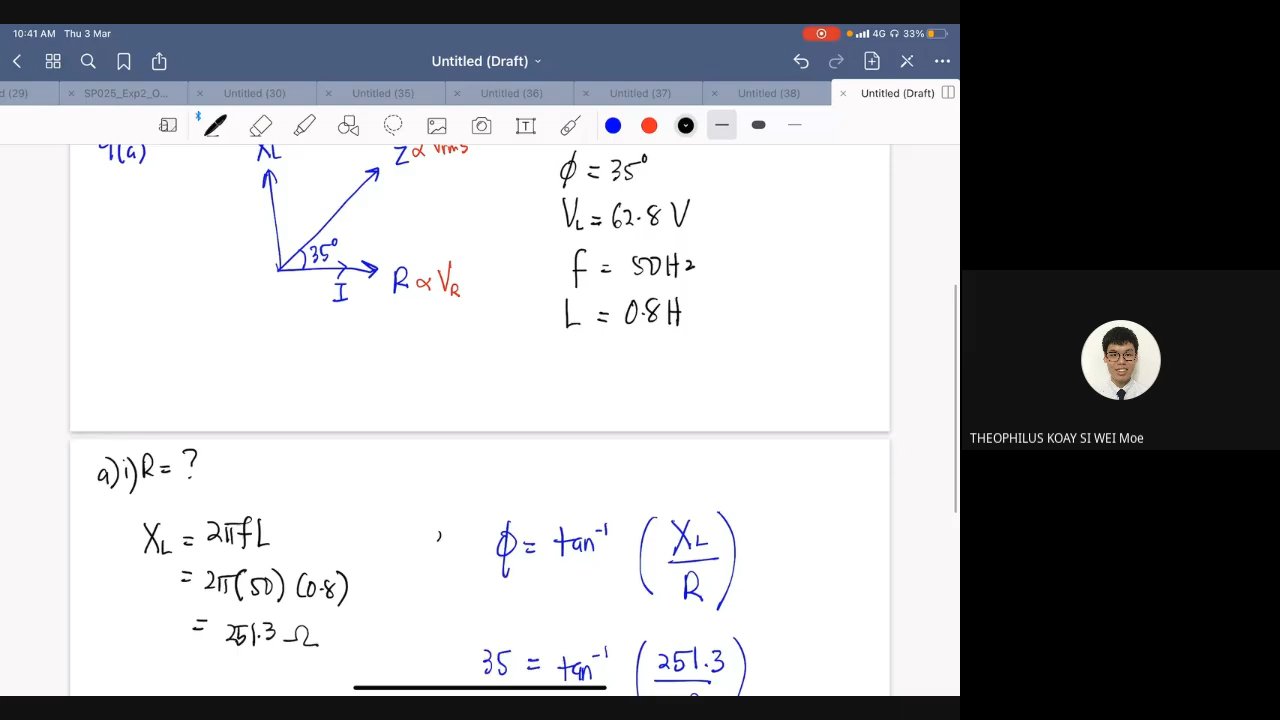 10:41 AM Thu 3 Mar
4G 33%
Untitled (Draft)
d (29)
SP025_Exp2_O...
Untitled (30)
Untitled (35)
Untitled (36)
Untitled (37)
Untitled (38)
Untitled (Draft)
(a)
XL
Z ∝ Vrms
35°
I
R ∝ VR
ϕ = 35°
VL = 62.8 V
f = 50Hz
L = 0.8 H
a) i) R = ?
XL = 2πfL
= 2π(50) (0.8)
= 251.3 Ω
,
ϕ = tan⁻¹ (XL/R)
35 = tan⁻¹ (251.3
THEOPHILUS KOAY SI WEI Moe